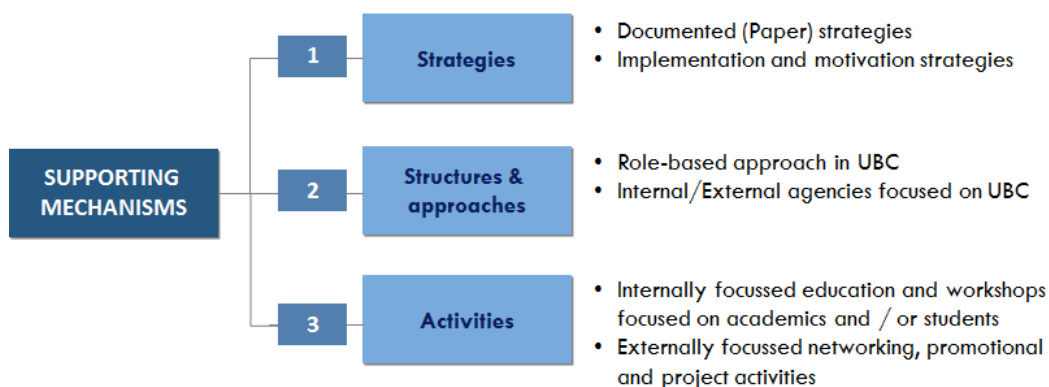 SUPPORTING
MECHANISMS
1
Strategies
• Documented (Paper) strategies
• Implementation and motivation strategies
2
Structures &
approaches
• Role-based approach in UBC
• Internal/External agencies focused on UBC
3
Activities
• Internally focussed education and workshops
focused on academics and / or students
• Externally focussed networking, promotional
and project activities